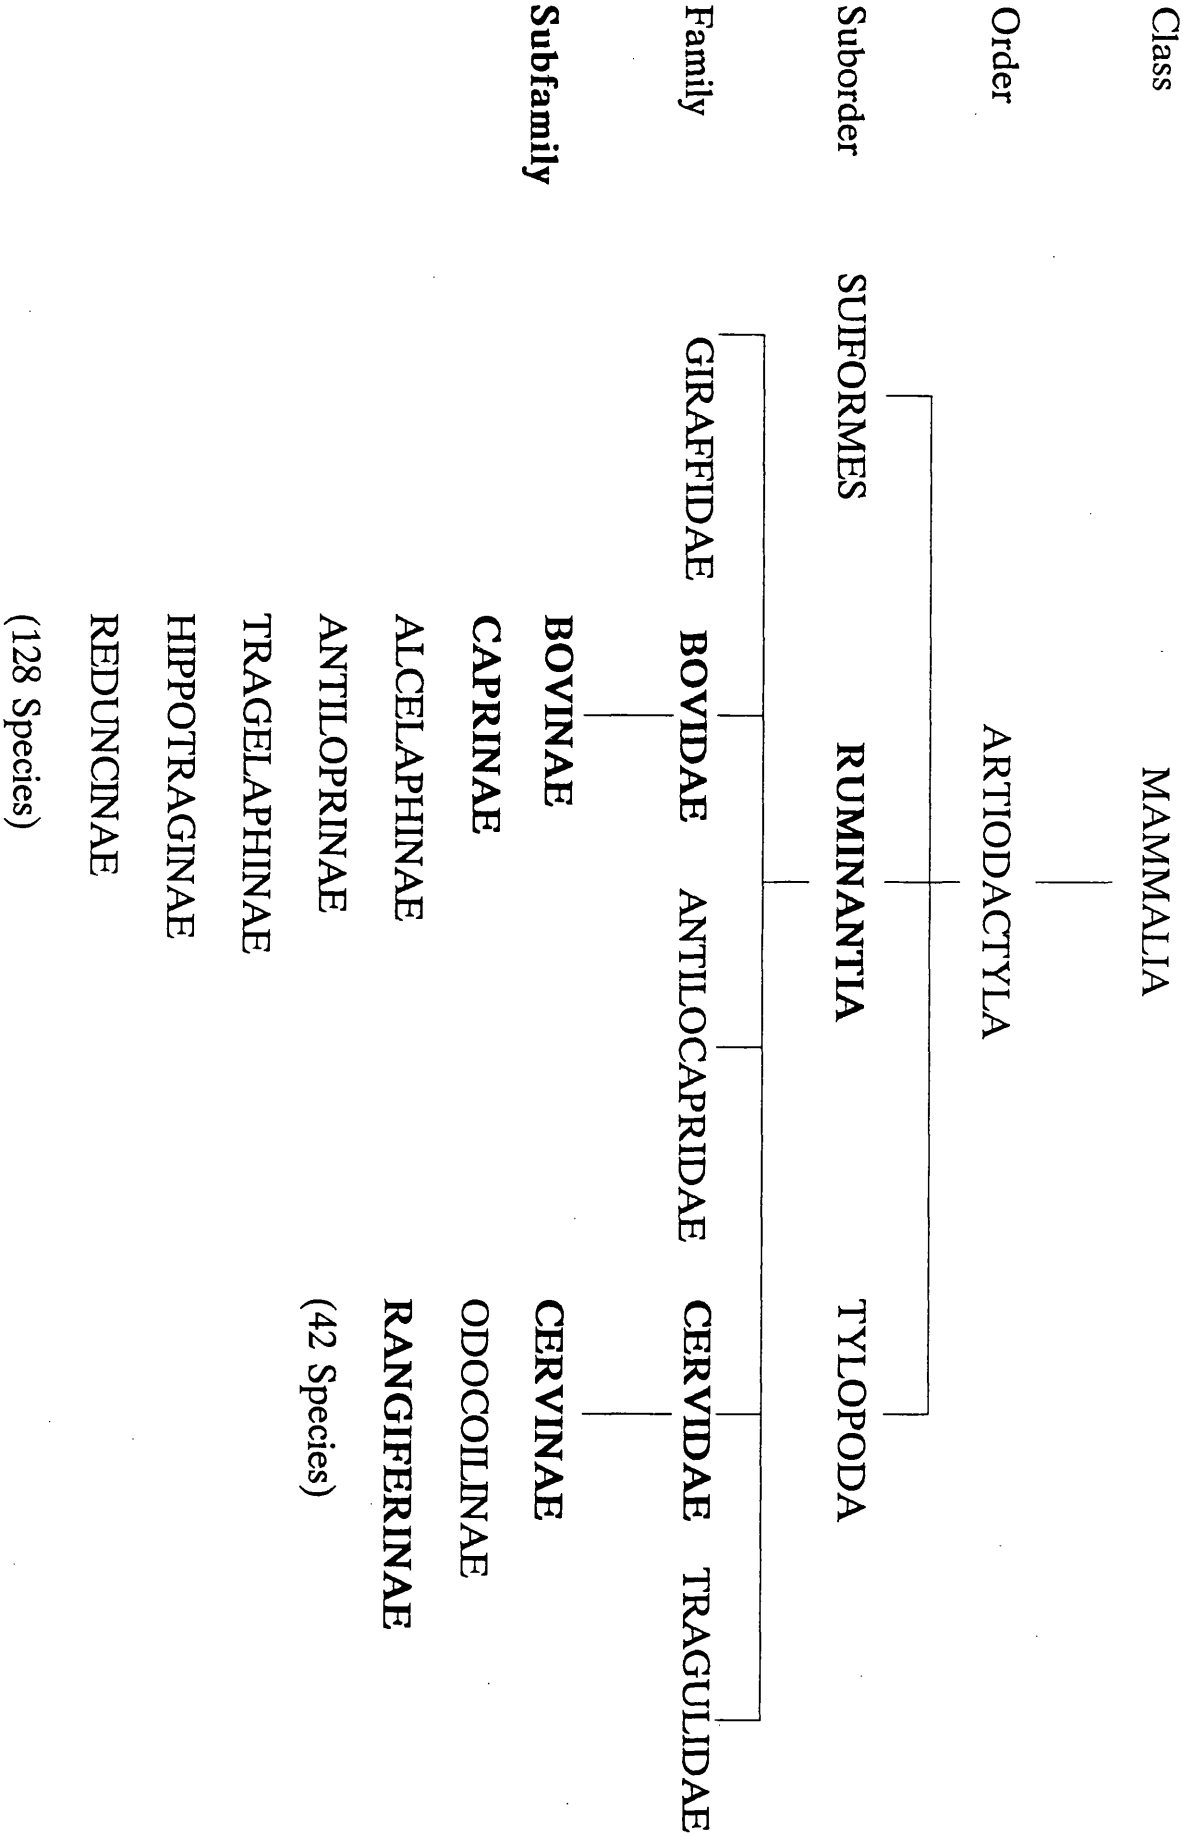 Class
MAMMALIA
Order
ARTIODACTYLA
Suborder
SUIFORMES
RUMINANTIA
TYLOPODA
Family
GIRAFFIDAE
BOVIDAE
ANTILOCAPRIDAE
CERVIDAE
TRAGULIDAE
Subfamily
BOVINAE
CAPRINAE
ALCELAPHINAE
ANTILOPRINAE
TRAGELAPHINAE
HIPPOTRAGINAE
REDUNCINAE
(128 Species)
CERVINAE
ODOCOILINAE
RANGIFERINAE
(42 Species)